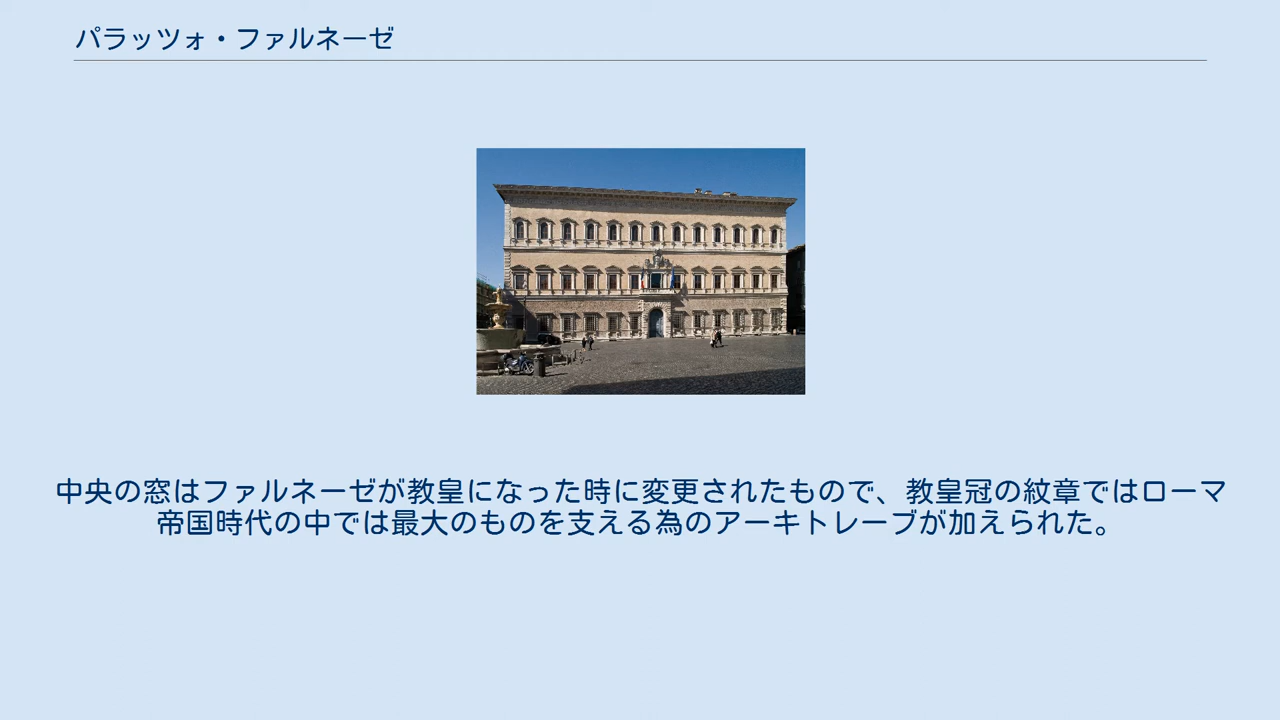 パラッツォ・ファルネーゼ
中央の窓はファルネーゼが教皇になった時に変更されたもので、教皇冠の紋章ではローマ
帝国時代の中では最大のものを支える為のアーキトレーブが加えられた。